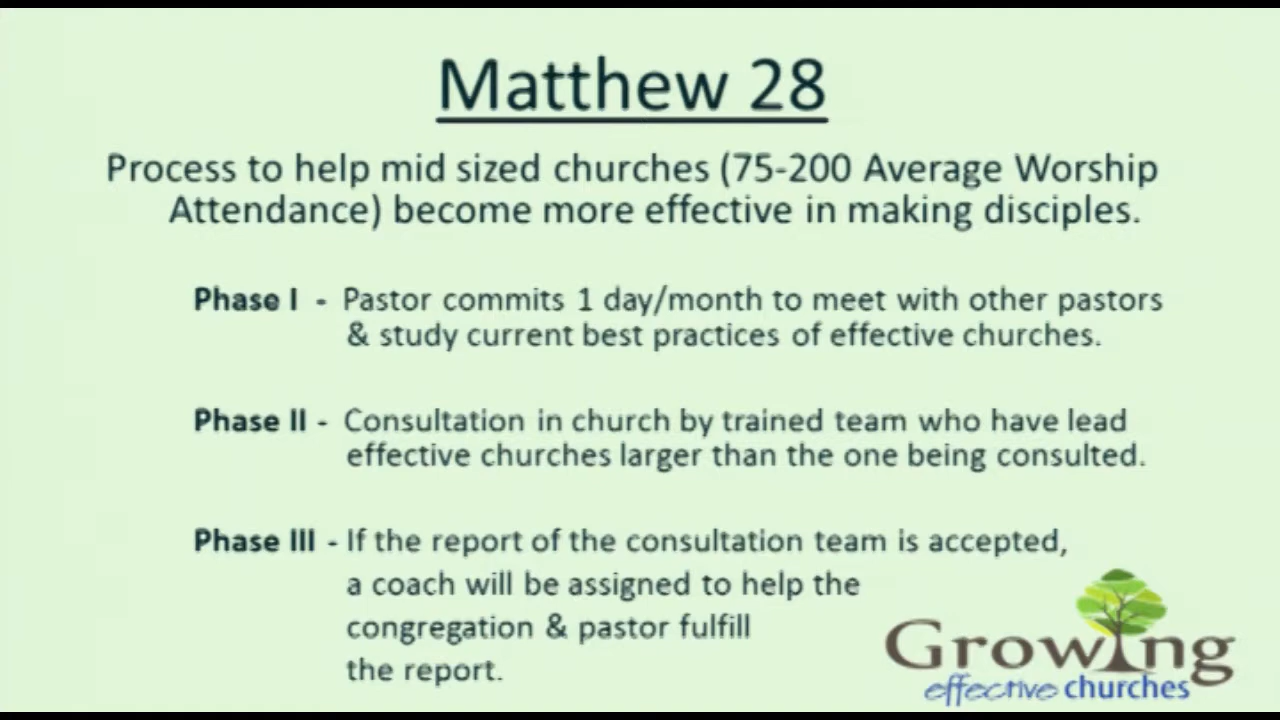 Matthew 28
Process to help mid sized churches (75-200 Average Worship
Attendance) become more effective in making disciples.
Phase I - Pastor commits 1 day/month to meet with other pastors
& study current best practices of effective churches.
Phase II - Consultation in church by trained team who have lead
effective churches larger than the one being consulted.
Phase III - If the report of the consultation team is accepted,
a coach will be assigned to help the
congregation & pastor fulfill
the report.
Growing
effective churches